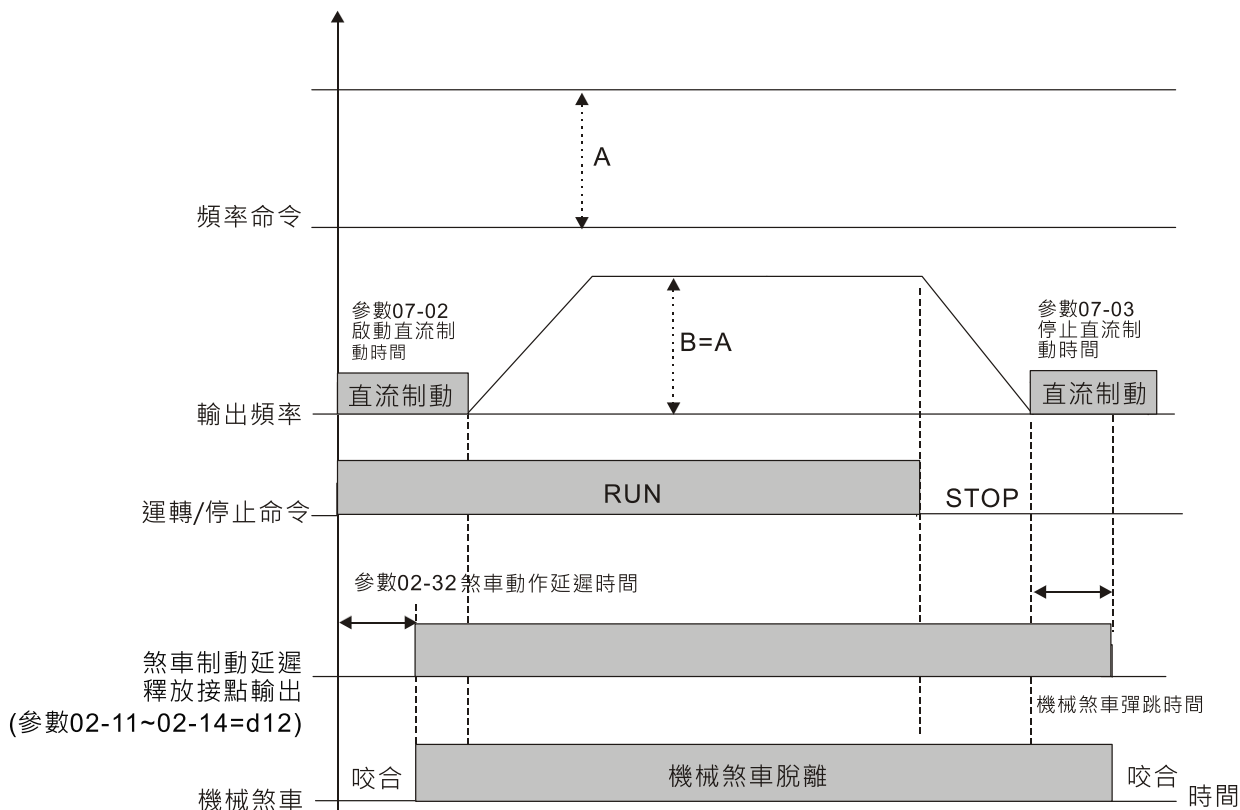 A
頻率命令
參數07-02
啟動直流制
動時間
B=A
參數07-03
停止直流制
動時間
直流制動
直流制動
輸出頻率
RUN
STOP
運轉/停止命令
參數02-32 煞車動作延遲時間
煞車制動延遲
釋放接點輸出
(參數02-11~02-14=d12)
機械煞車彈跳時間
咬合
機械煞車脫離
咬合
機械煞車
時間